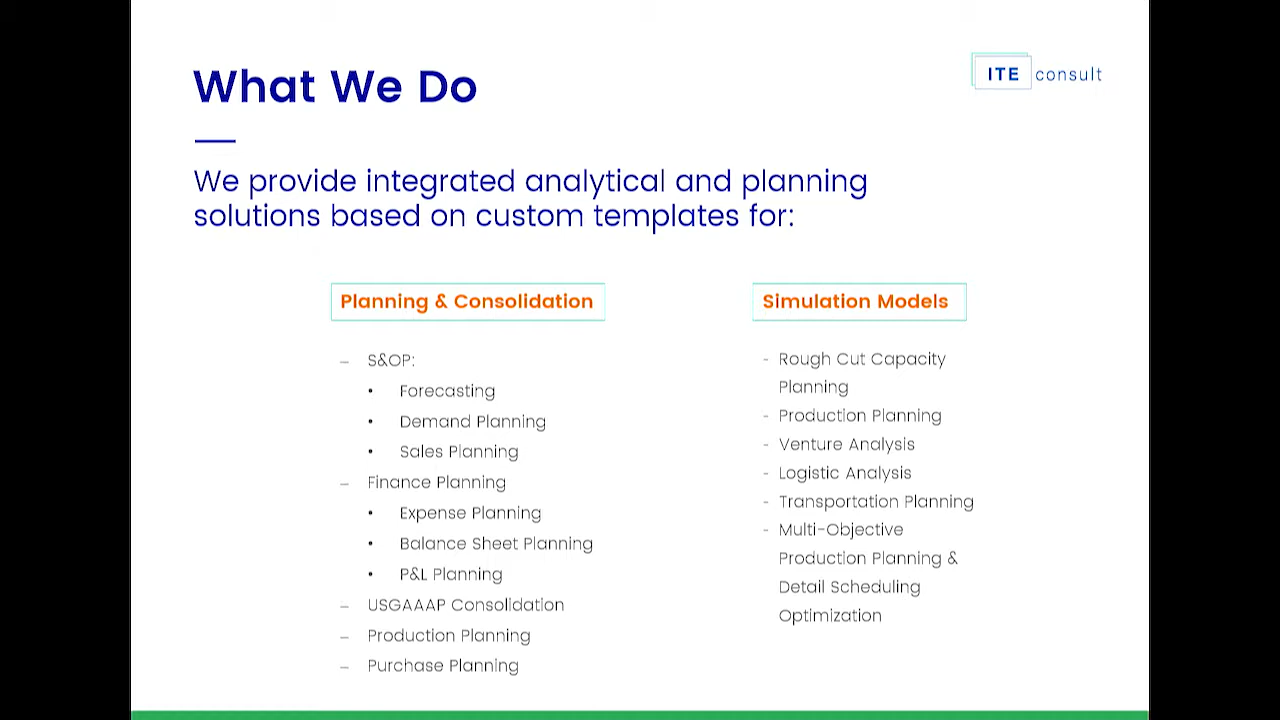 What We Do
ITE consult
We provide integrated analytical and planning
solutions based on custom templates for:
Planning & Consolidation
– S&OP:
• Forecasting
• Demand Planning
• Sales Planning
– Finance Planning
• Expense Planning
• Balance Sheet Planning
• P&L Planning
– USGAAAP Consolidation
– Production Planning
– Purchase Planning
Simulation Models
- Rough Cut Capacity
Planning
- Production Planning
- Venture Analysis
- Logistic Analysis
- Transportation Planning
- Multi-Objective
Production Planning &
Detail Scheduling
Optimization